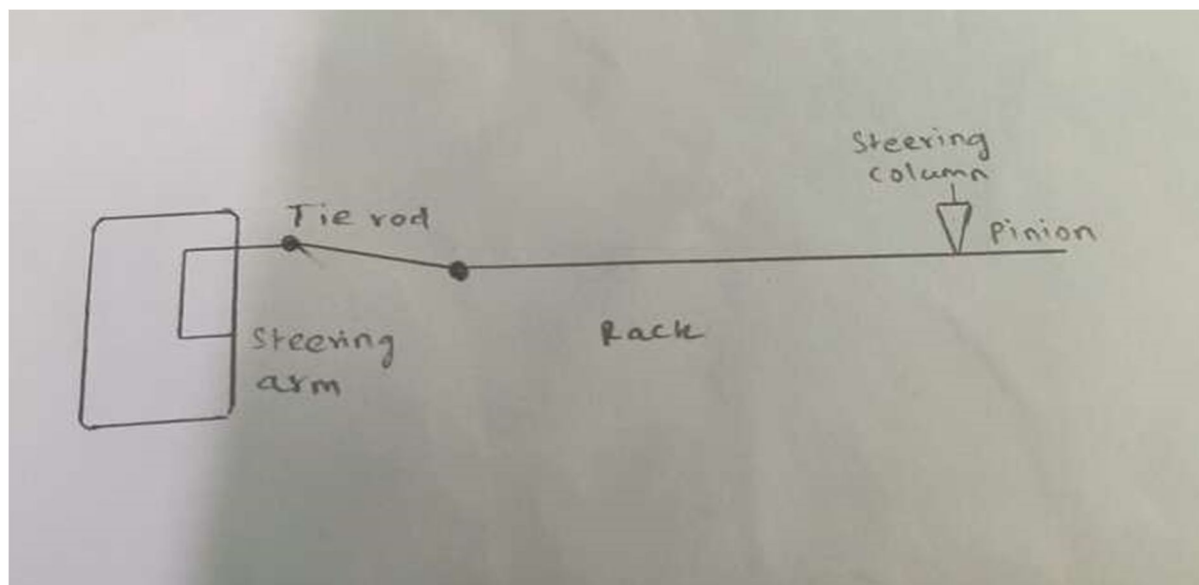 Steering
column
Tie rod
Pinion
Steering
arm
Rack